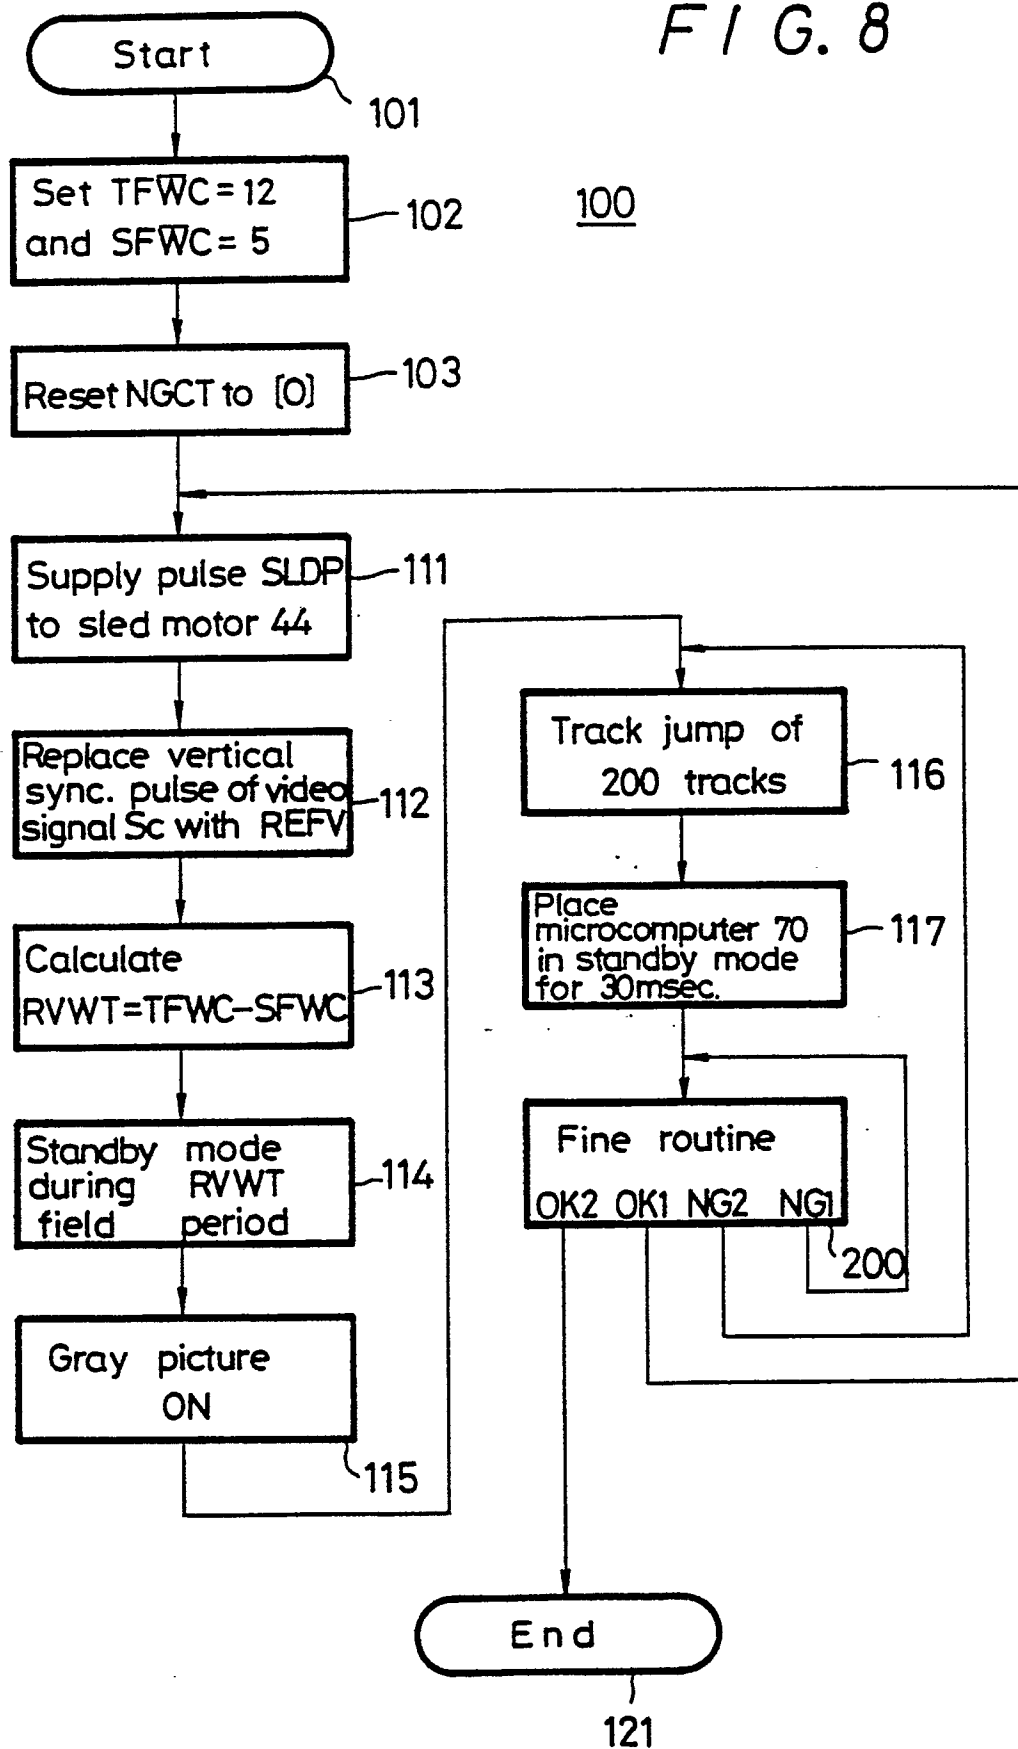 FIG. 8
Start
101
Set TFWC=12
and SFWC=5
102
100
Reset NGCT to [0]
103
Supply pulse SLDP
to sled motor 44
111
Replace vertical
sync. pulse of video
signal Sc with REFV
112
Calculate
RVWT=TFWC-SFWC
113
Standby mode
during RVWT
field period
114
Gray picture
ON
115
Track jump of
200 tracks
116
Place
microcomputer 70
in standby mode
for 30msec.
117
Fine routine
OK2 OK1 NG2 NG1
200
End
121